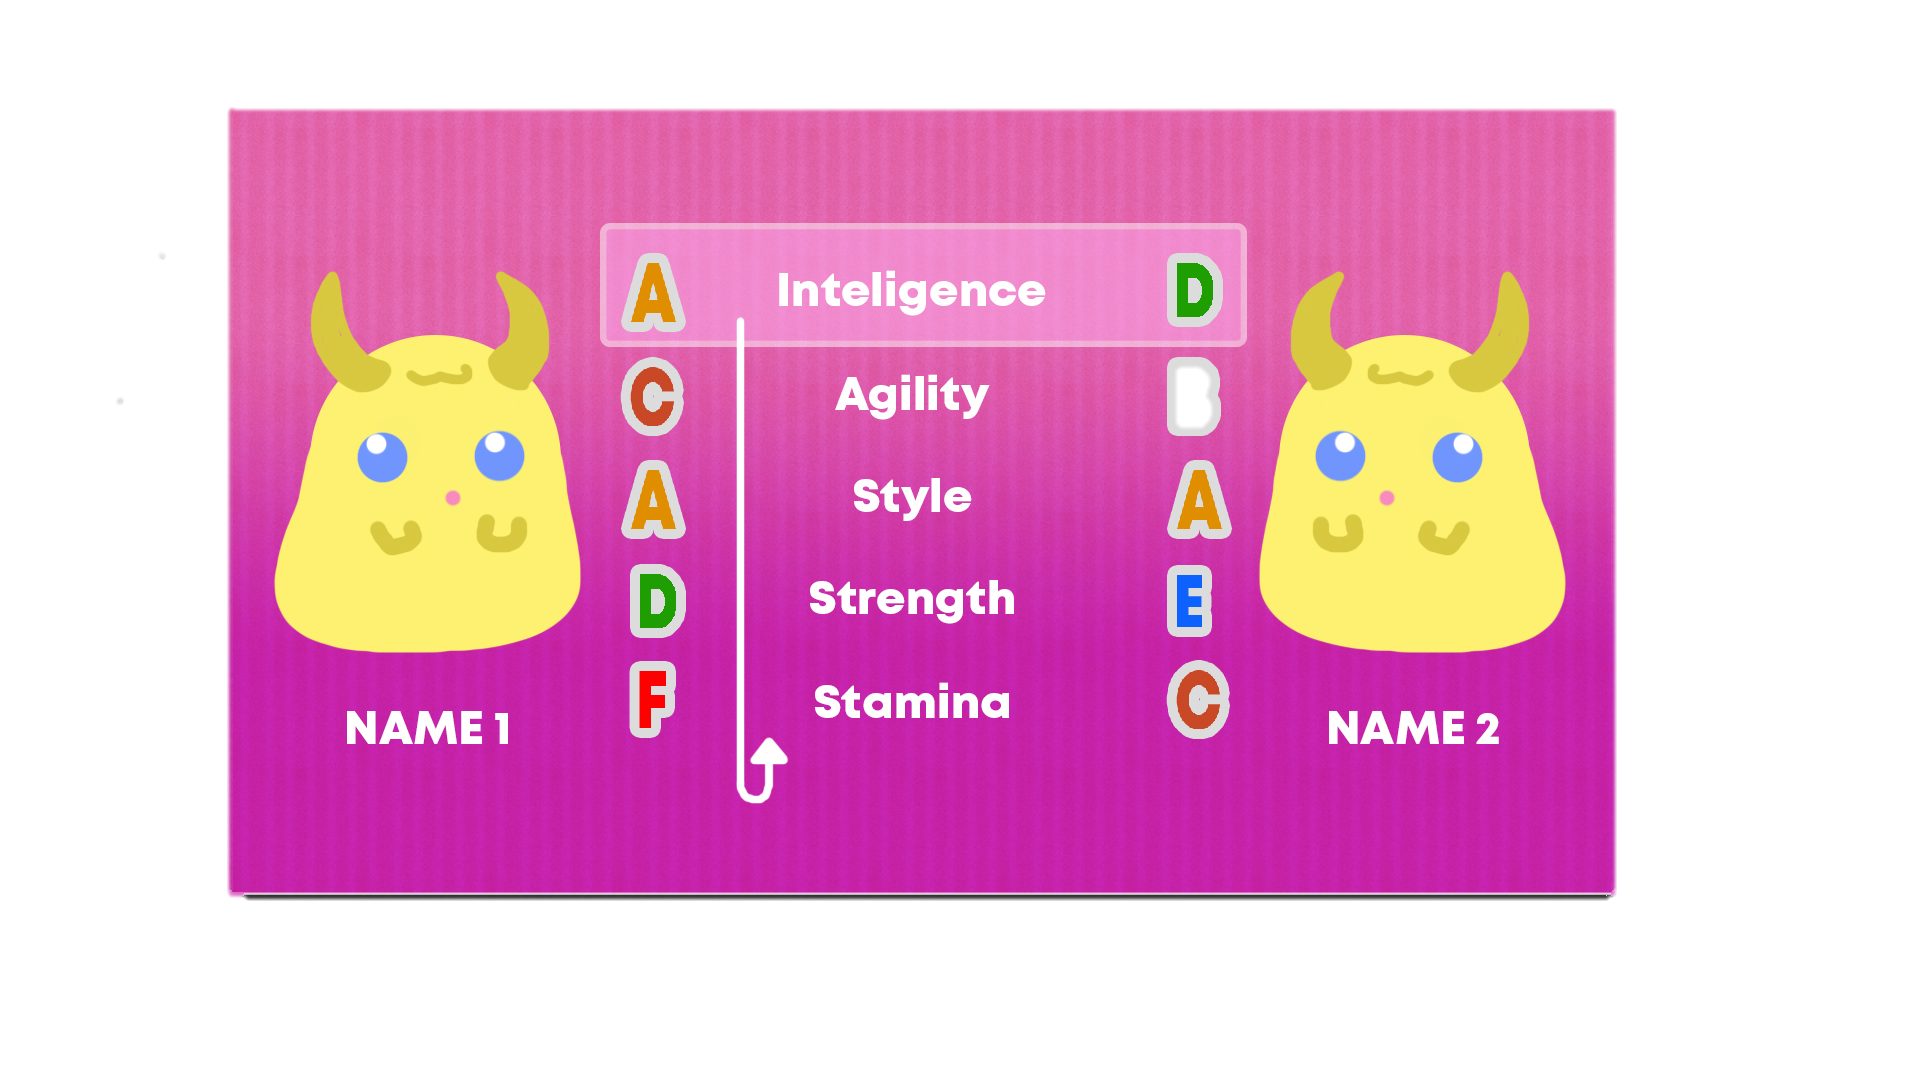 A Inteligence D
C Agility B
A Style A
D Strength E
F Stamina C
NAME 1 NAME 2